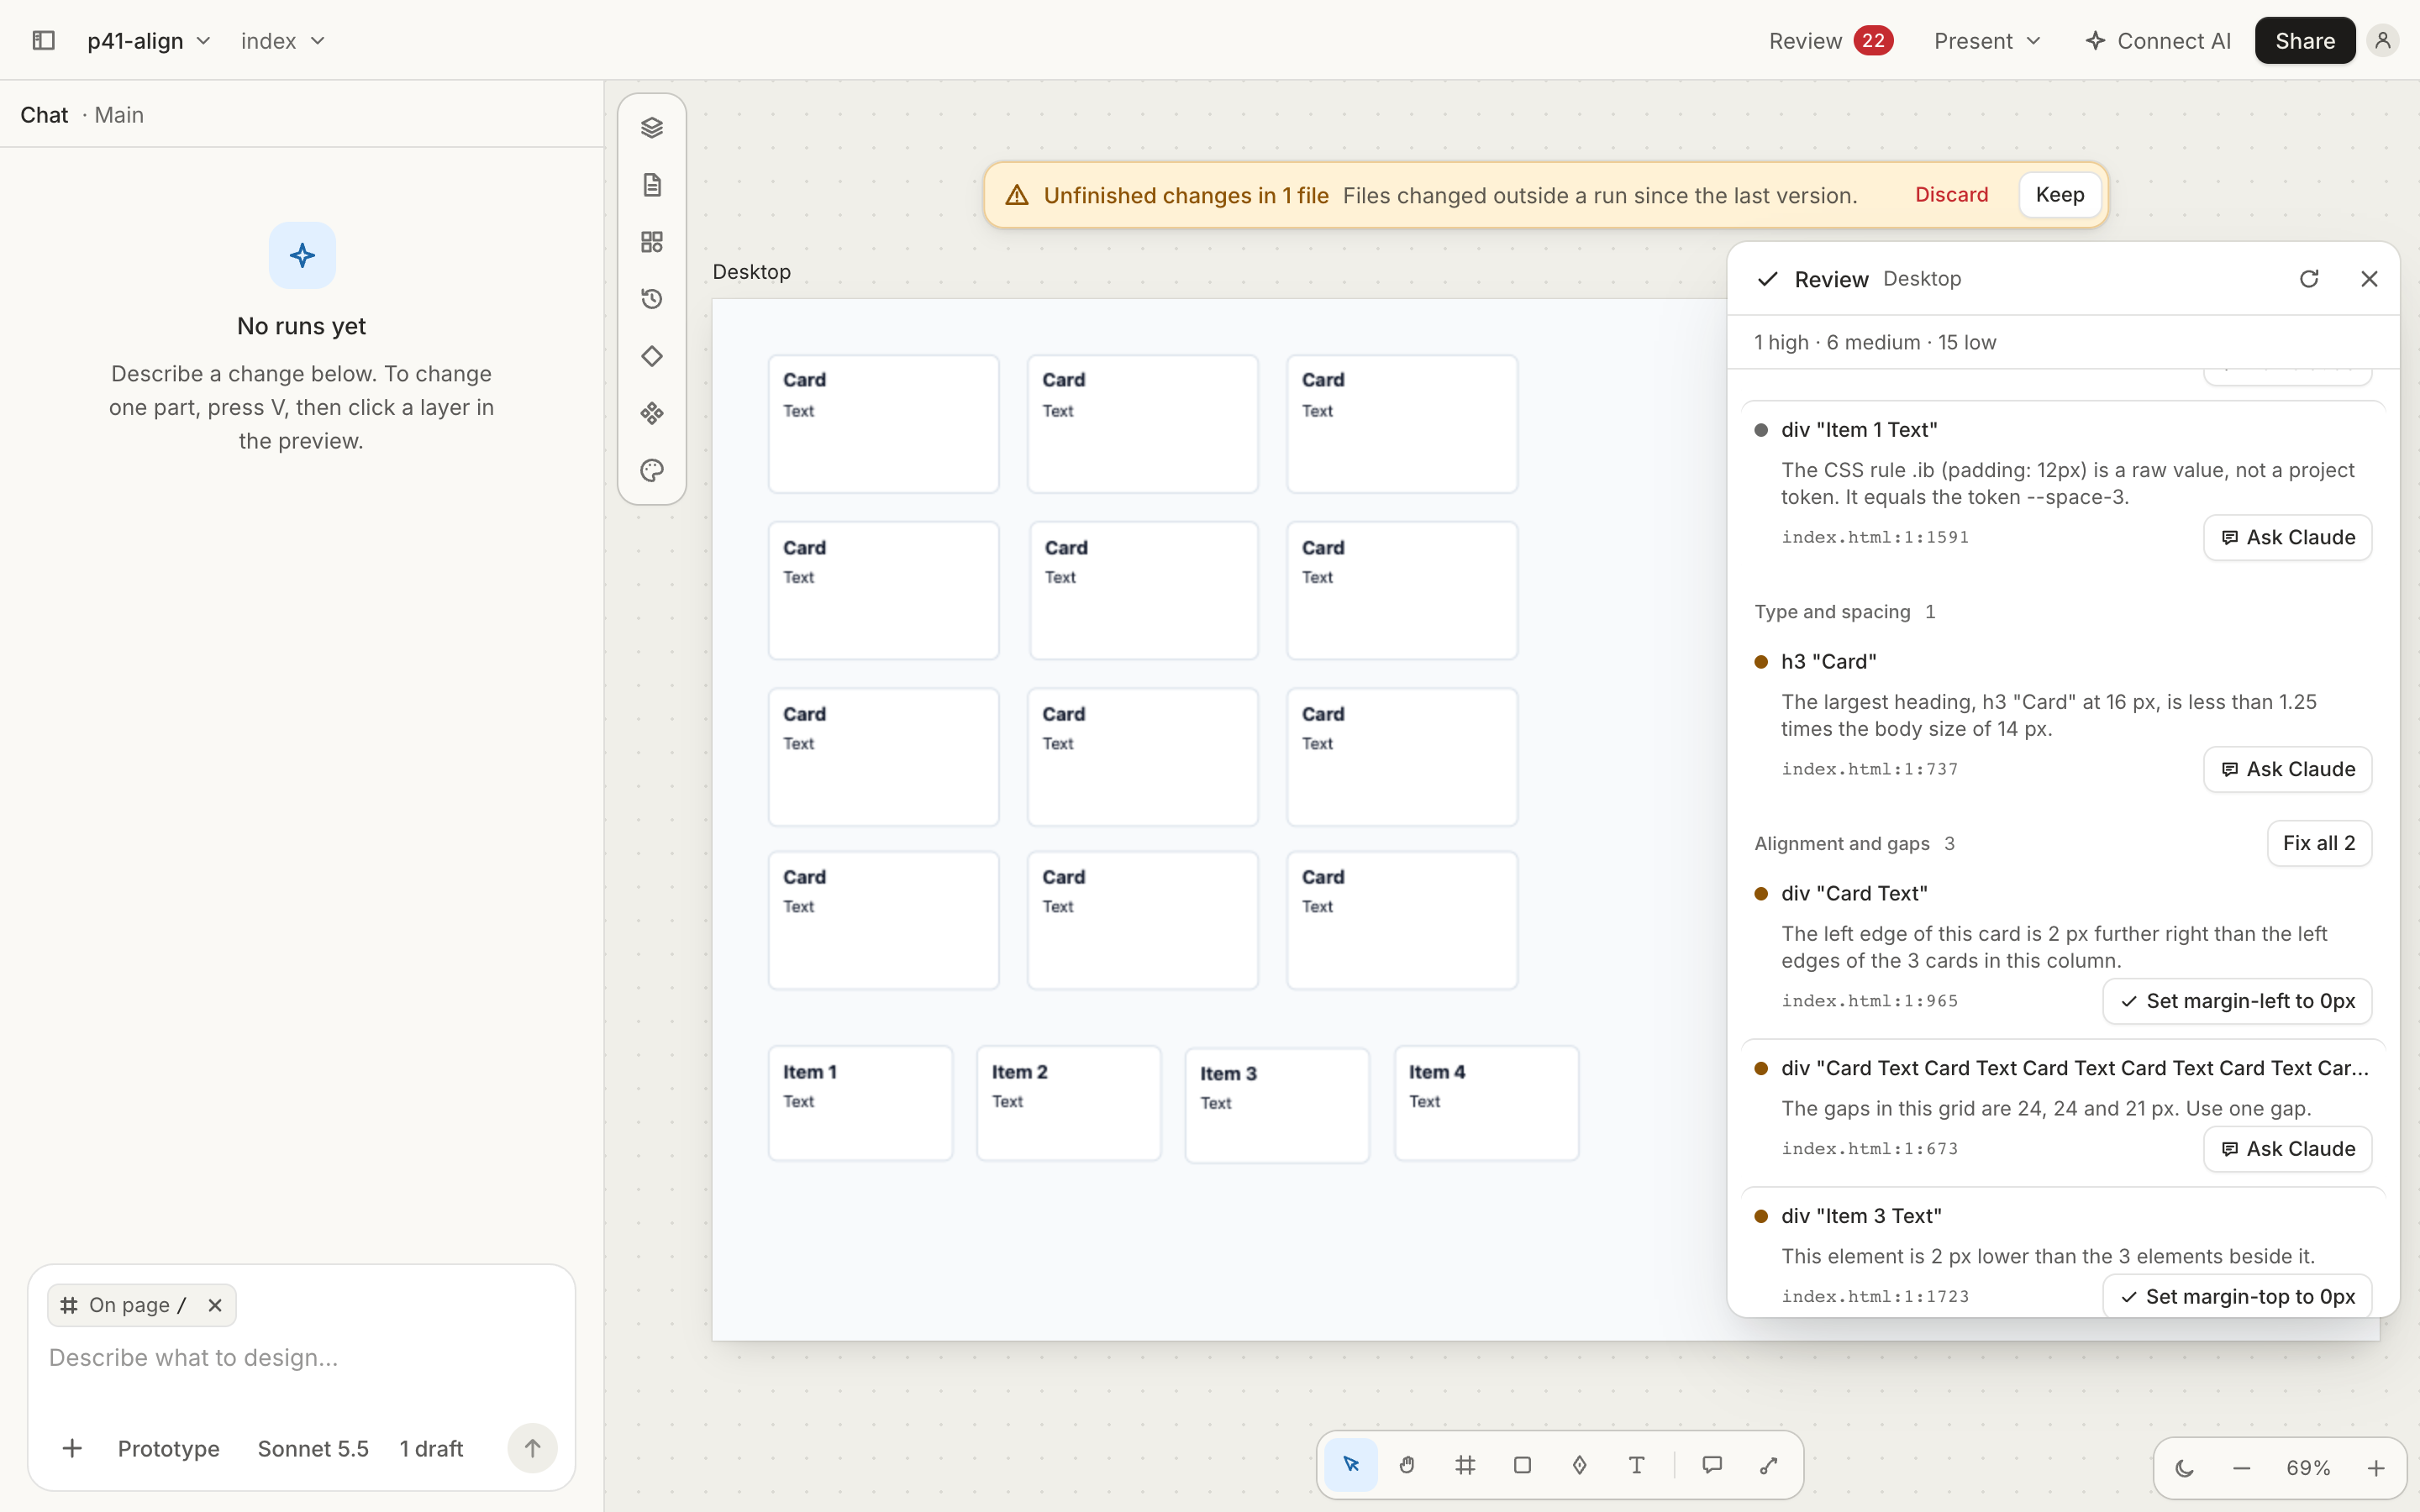 p41-align
index
Review 22
Present
Connect AI
Share
Chat · Main
No runs yet
Describe a change below. To change
one part, press V, then click a layer in
the preview.
On page /
Describe what to design...
Prototype
Sonnet 5.5
1 draft
Unfinished changes in 1 file Files changed outside a run since the last version.
Discard
Keep
Desktop
Card
Text
Card
Text
Card
Text
Card
Text
Card
Text
Card
Text
Card
Text
Card
Text
Card
Text
Card
Text
Card
Text
Card
Text
Item 1
Text
Item 2
Text
Item 3
Text
Item 4
Text
Review Desktop
1 high · 6 medium · 15 low
div "Item 1 Text"
The CSS rule .ib (padding: 12px) is a raw value, not a project
token. It equals the token --space-3.
index.html:1:1591
Ask Claude
Type and spacing 1
h3 "Card"
The largest heading, h3 "Card" at 16 px, is less than 1.25
times the body size of 14 px.
index.html:1:737
Ask Claude
Alignment and gaps 3
Fix all 2
div "Card Text"
The left edge of this card is 2 px further right than the left
edges of the 3 cards in this column.
index.html:1:965
Set margin-left to 0px
div "Card Text Card Text Card Text Card Text Card Text Car...
The gaps in this grid are 24, 24 and 21 px. Use one gap.
index.html:1:673
Ask Claude
div "Item 3 Text"
This element is 2 px lower than the 3 elements beside it.
index.html:1:1723
Set margin-top to 0px
69%